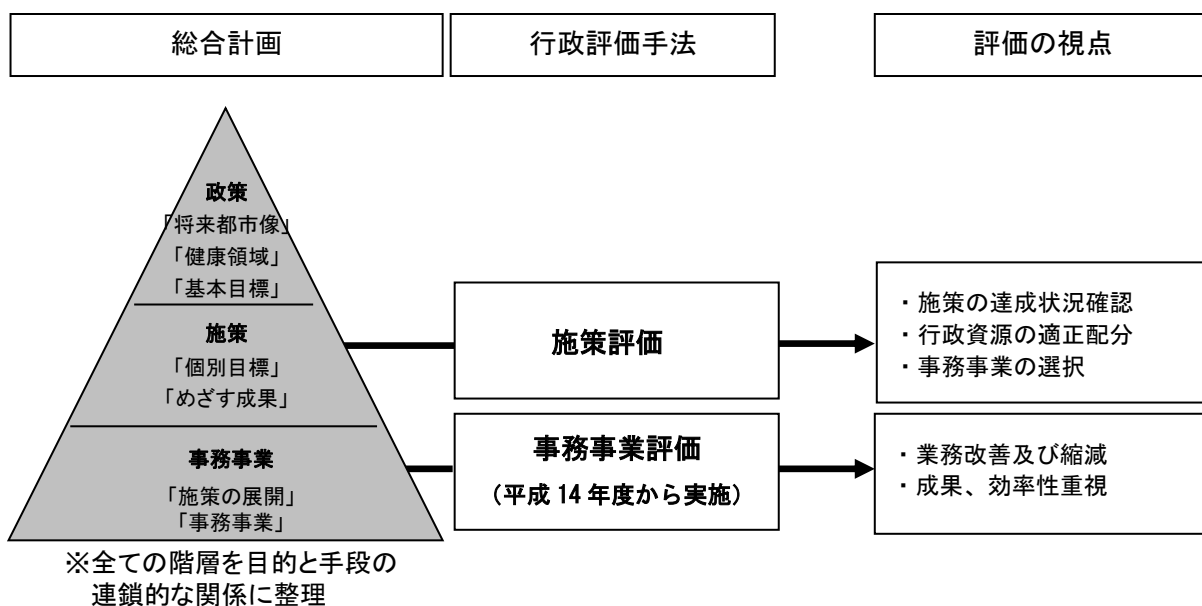 総合計画
行政評価手法
評価の視点
政策
「将来都市像」
「健康領域」
「基本目標」
施策
「個別目標」
「めざす成果」
事務事業
「施策の展開」
「事務事業」
※全ての階層を目的と手段の
連鎖的な関係に整理
施策評価
事務事業評価
（平成 14 年度から実施）
・施策の達成状況確認
・行政資源の適正配分
・事務事業の選択
・業務改善及び縮減
・成果、効率性重視